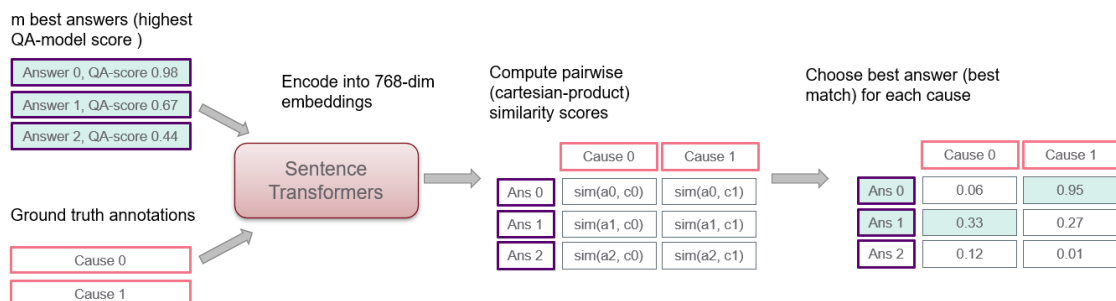 m best answers (highest
QA-model score )
Answer 0, QA-score 0.98
Answer 1, QA-score 0.67
Answer 2, QA-score 0.44
Ground truth annotations
Cause 0
Cause 1
Encode into 768-dim
embeddings
Sentence
Transformers
Compute pairwise
(cartesian-product)
similarity scores
Cause 0 Cause 1
Ans 0 sim(a0, c0) sim(a0, c1)
Ans 1 sim(a1, c0) sim(a1, c1)
Ans 2 sim(a2, c0) sim(a2, c1)
Choose best answer (best
match) for each cause
Cause 0 Cause 1
Ans 0 0.06 0.95
Ans 1 0.33 0.27
Ans 2 0.12 0.01